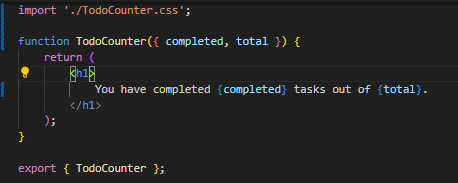 import './TodoCounter.css';
function TodoCounter({ completed, total }) {
return (
<h1>
You have completed {completed} tasks out of {total}.
</h1>
);
}
export { TodoCounter };